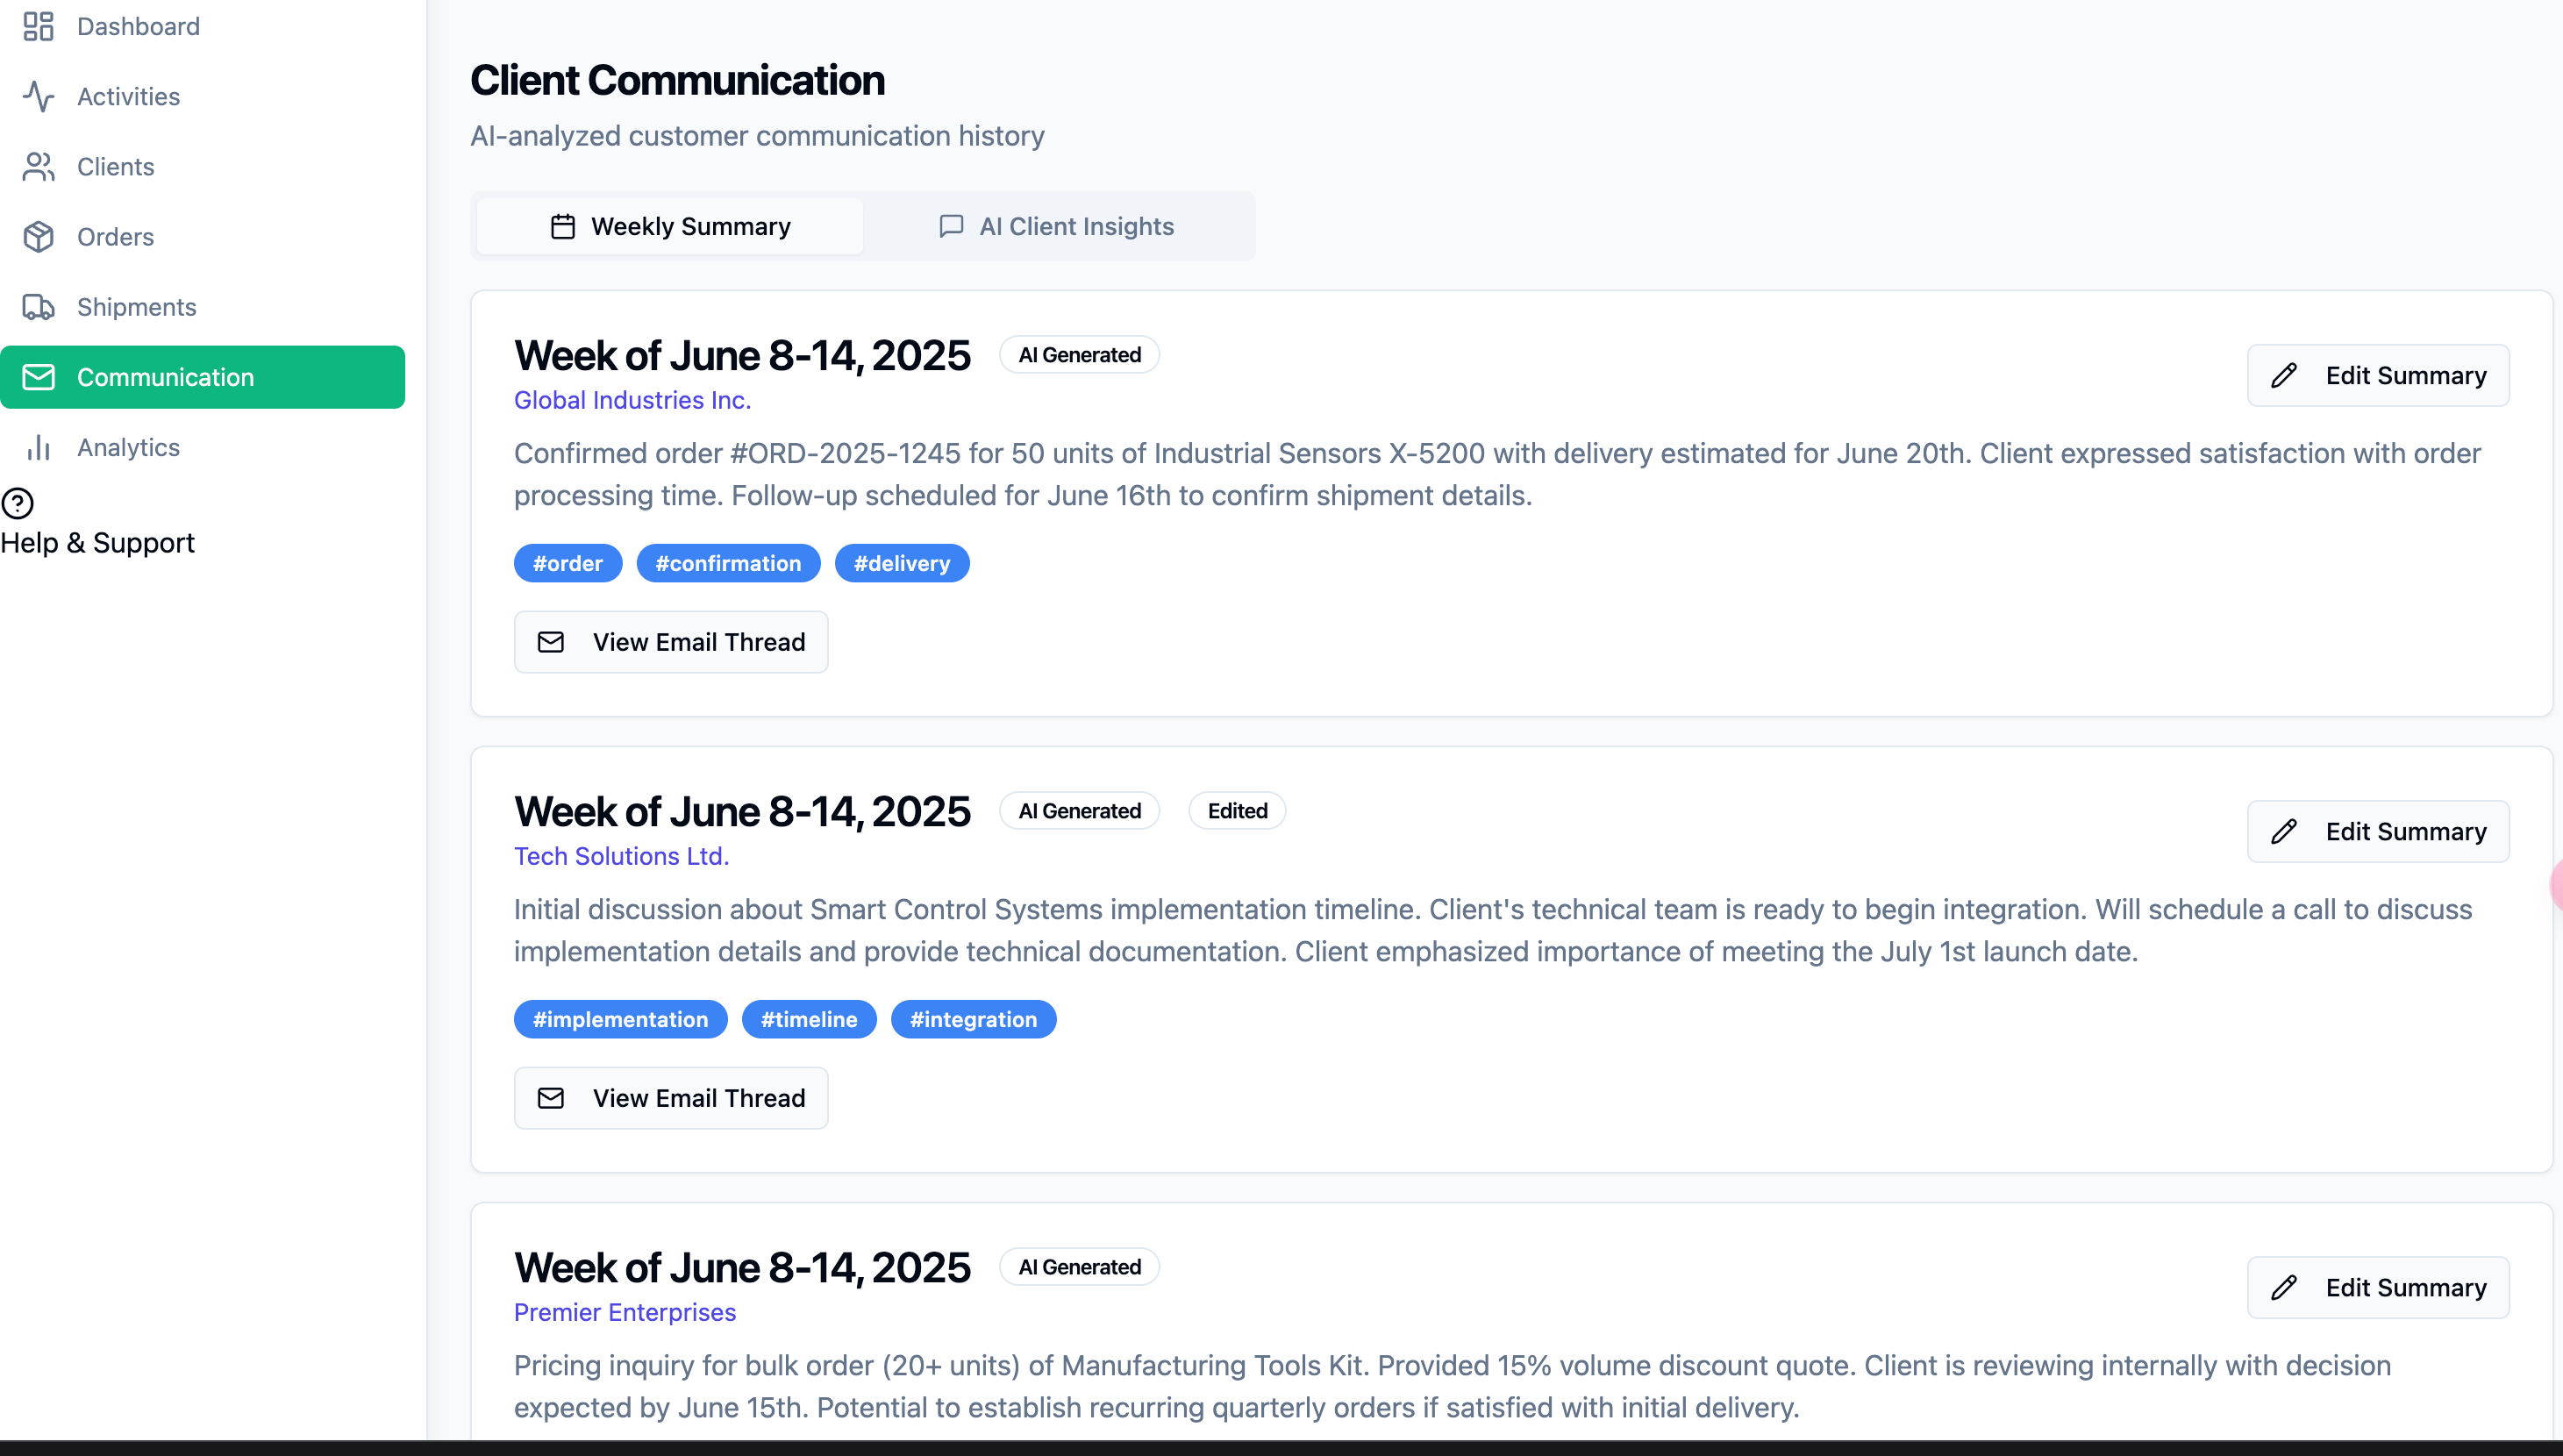 Dashboard
Activities
Clients
Orders
Shipments
Communication
Analytics
Help & Support
Client Communication
AI-analyzed customer communication history
Weekly Summary
AI Client Insights
Week of June 8-14, 2025
AI Generated
Edit Summary
Global Industries Inc.
Confirmed order #ORD-2025-1245 for 50 units of Industrial Sensors X-5200 with delivery estimated for June 20th. Client expressed satisfaction with order
processing time. Follow-up scheduled for June 16th to confirm shipment details.
#order #confirmation #delivery
View Email Thread
Week of June 8-14, 2025
AI Generated
Edited
Edit Summary
Tech Solutions Ltd.
Initial discussion about Smart Control Systems implementation timeline. Client's technical team is ready to begin integration. Will schedule a call to discuss
implementation details and provide technical documentation. Client emphasized importance of meeting the July 1st launch date.
#implementation #timeline #integration
View Email Thread
Week of June 8-14, 2025
AI Generated
Edit Summary
Premier Enterprises
Pricing inquiry for bulk order (20+ units) of Manufacturing Tools Kit. Provided 15% volume discount quote. Client is reviewing internally with decision
expected by June 15th. Potential to establish recurring quarterly orders if satisfied with initial delivery.